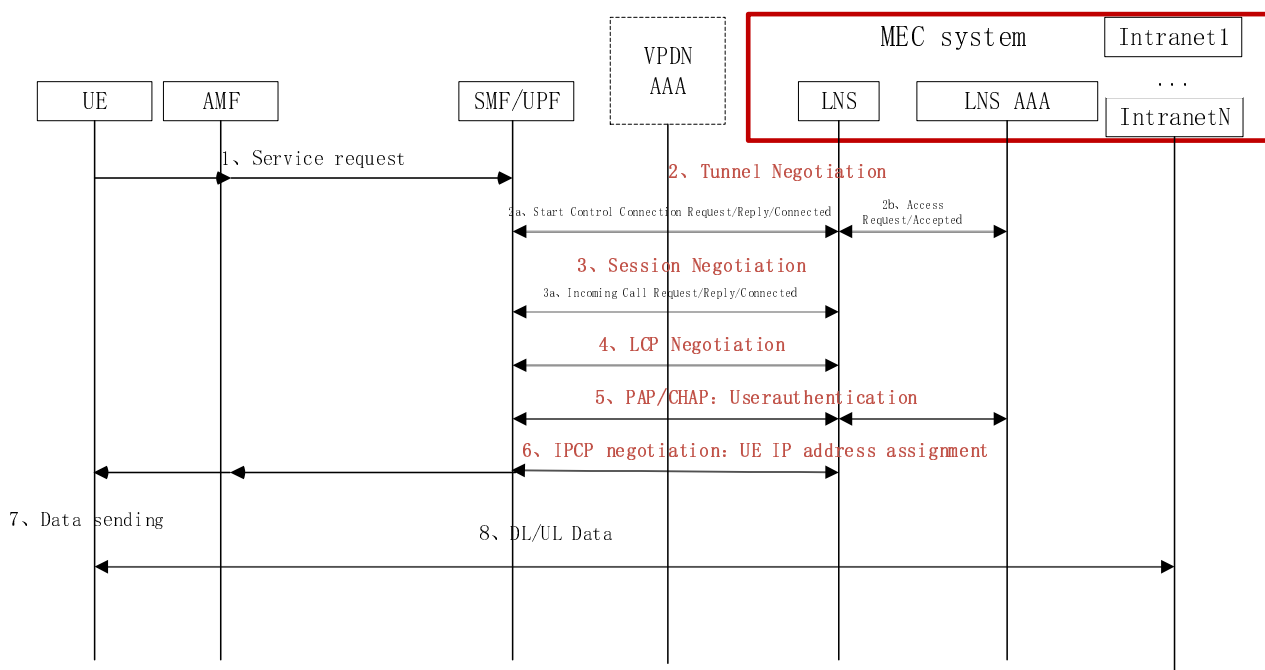 MEC system
Intranet1
...
IntranetN
VPDN
AAA
UE
AMF
SMF/UPF
LNS
LNS AAA
1、Service request
2、Tunnel Negotiation
2a、Start Control Connection Request/Reply/Connected
2b、Access
Request/Accepted
3、Session Negotiation
3a、Incoming Call Request/Reply/Connected
4、LCP Negotiation
5、PAP/CHAP：Userauthentication
6、IPCP negotiation：UE IP address assignment
7、Data sending
8、DL/UL Data